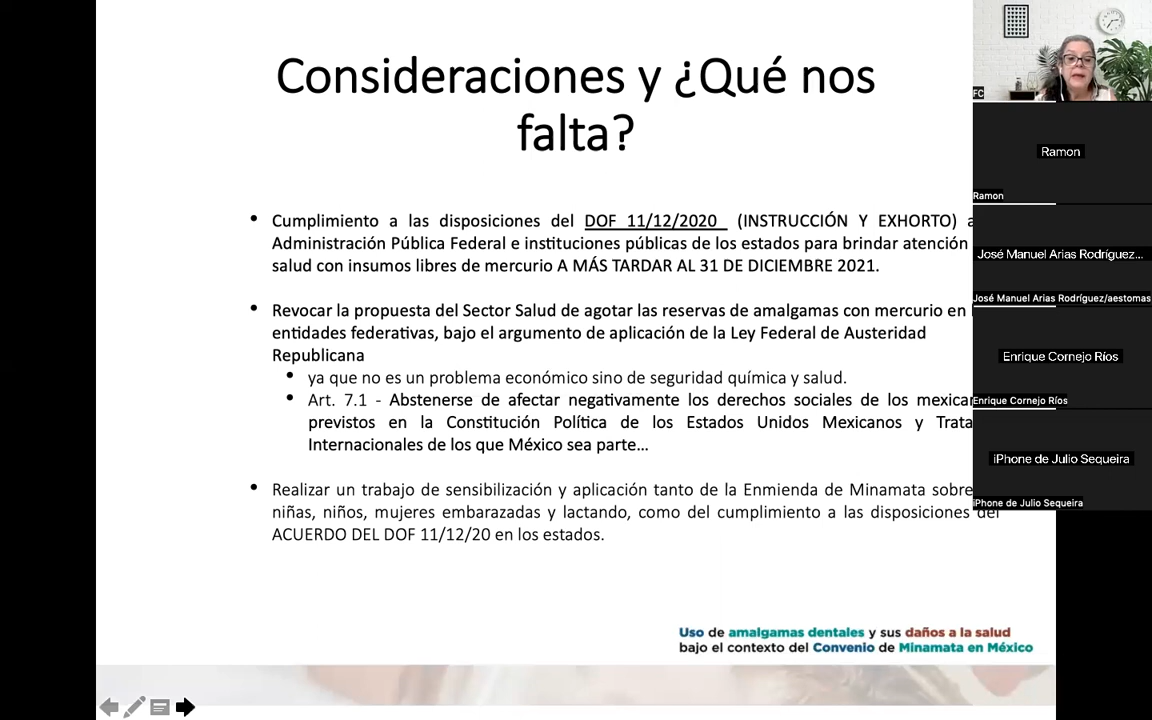 Consideraciones y ¿Qué nos
falta?
• Cumplimiento a las disposiciones del DOF 11/12/2020 (INSTRUCCIÓN Y EXHORTO) a
Administración Pública Federal e instituciones públicas de los estados para brindar atención
salud con insumos libres de mercurio A MÁS TARDAR AL 31 DE DICIEMBRE 2021.
• Revocar la propuesta del Sector Salud de agotar las reservas de amalgamas con mercurio en
entidades federativas, bajo el argumento de aplicación de la Ley Federal de Austeridad
Republicana
• ya que no es un problema económico sino de seguridad química y salud.
• Art. 7.1 - Abstenerse de afectar negativamente los derechos sociales de los mexican
previstos en la Constitución Política de los Estados Unidos Mexicanos y Trata
Internacionales de los que México sea parte…
• Realizar un trabajo de sensibilización y aplicación tanto de la Enmienda de Minamata sobre
niñas, niños, mujeres embarazadas y lactando, como del cumplimiento a las disposiciones del
ACUERDO DEL DOF 11/12/20 en los estados.
Uso de amalgamas dentales y sus daños a la salud
bajo el contexto del Convenio de Minamata en México
FC
Ramon
Ramon
José Manuel Arias Rodríguez...
José Manuel Arias Rodríguez/aestomas
Enrique Cornejo Ríos
Enrique Cornejo Ríos
iPhone de Julio Sequeira
iPhone de Julio Sequeira